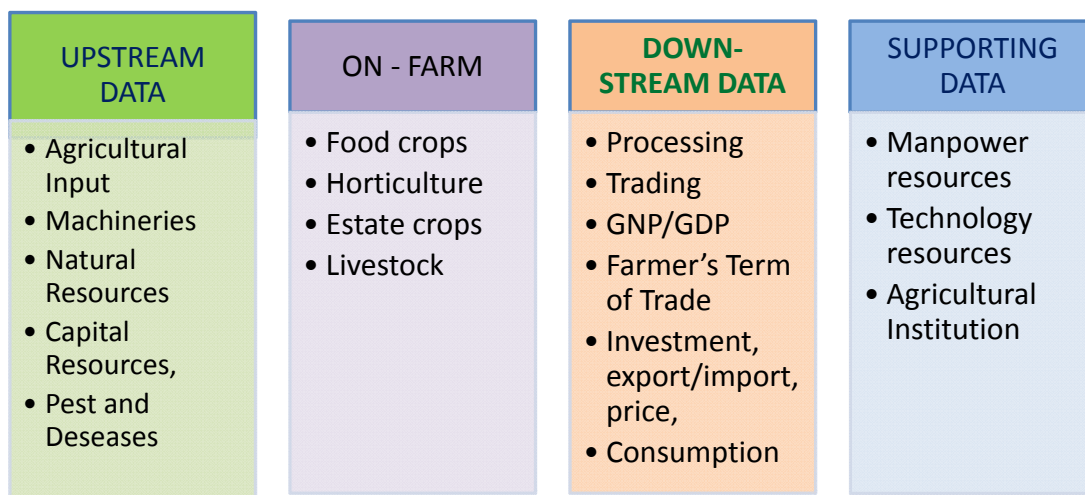 UPSTREAM
DATA
• Agricultural
Input
• Machineries
• Natural
Resources
• Capital
Resources,
• Pest and
Deseases
ON - FARM
• Food crops
• Horticulture
• Estate crops
• Livestock
DOWN-
STREAM DATA
• Processing
• Trading
• GNP/GDP
• Farmer’s Term
of Trade
• Investment,
export/import,
price,
• Consumption
SUPPORTING
DATA
• Manpower
resources
• Technology
resources
• Agricultural
Institution